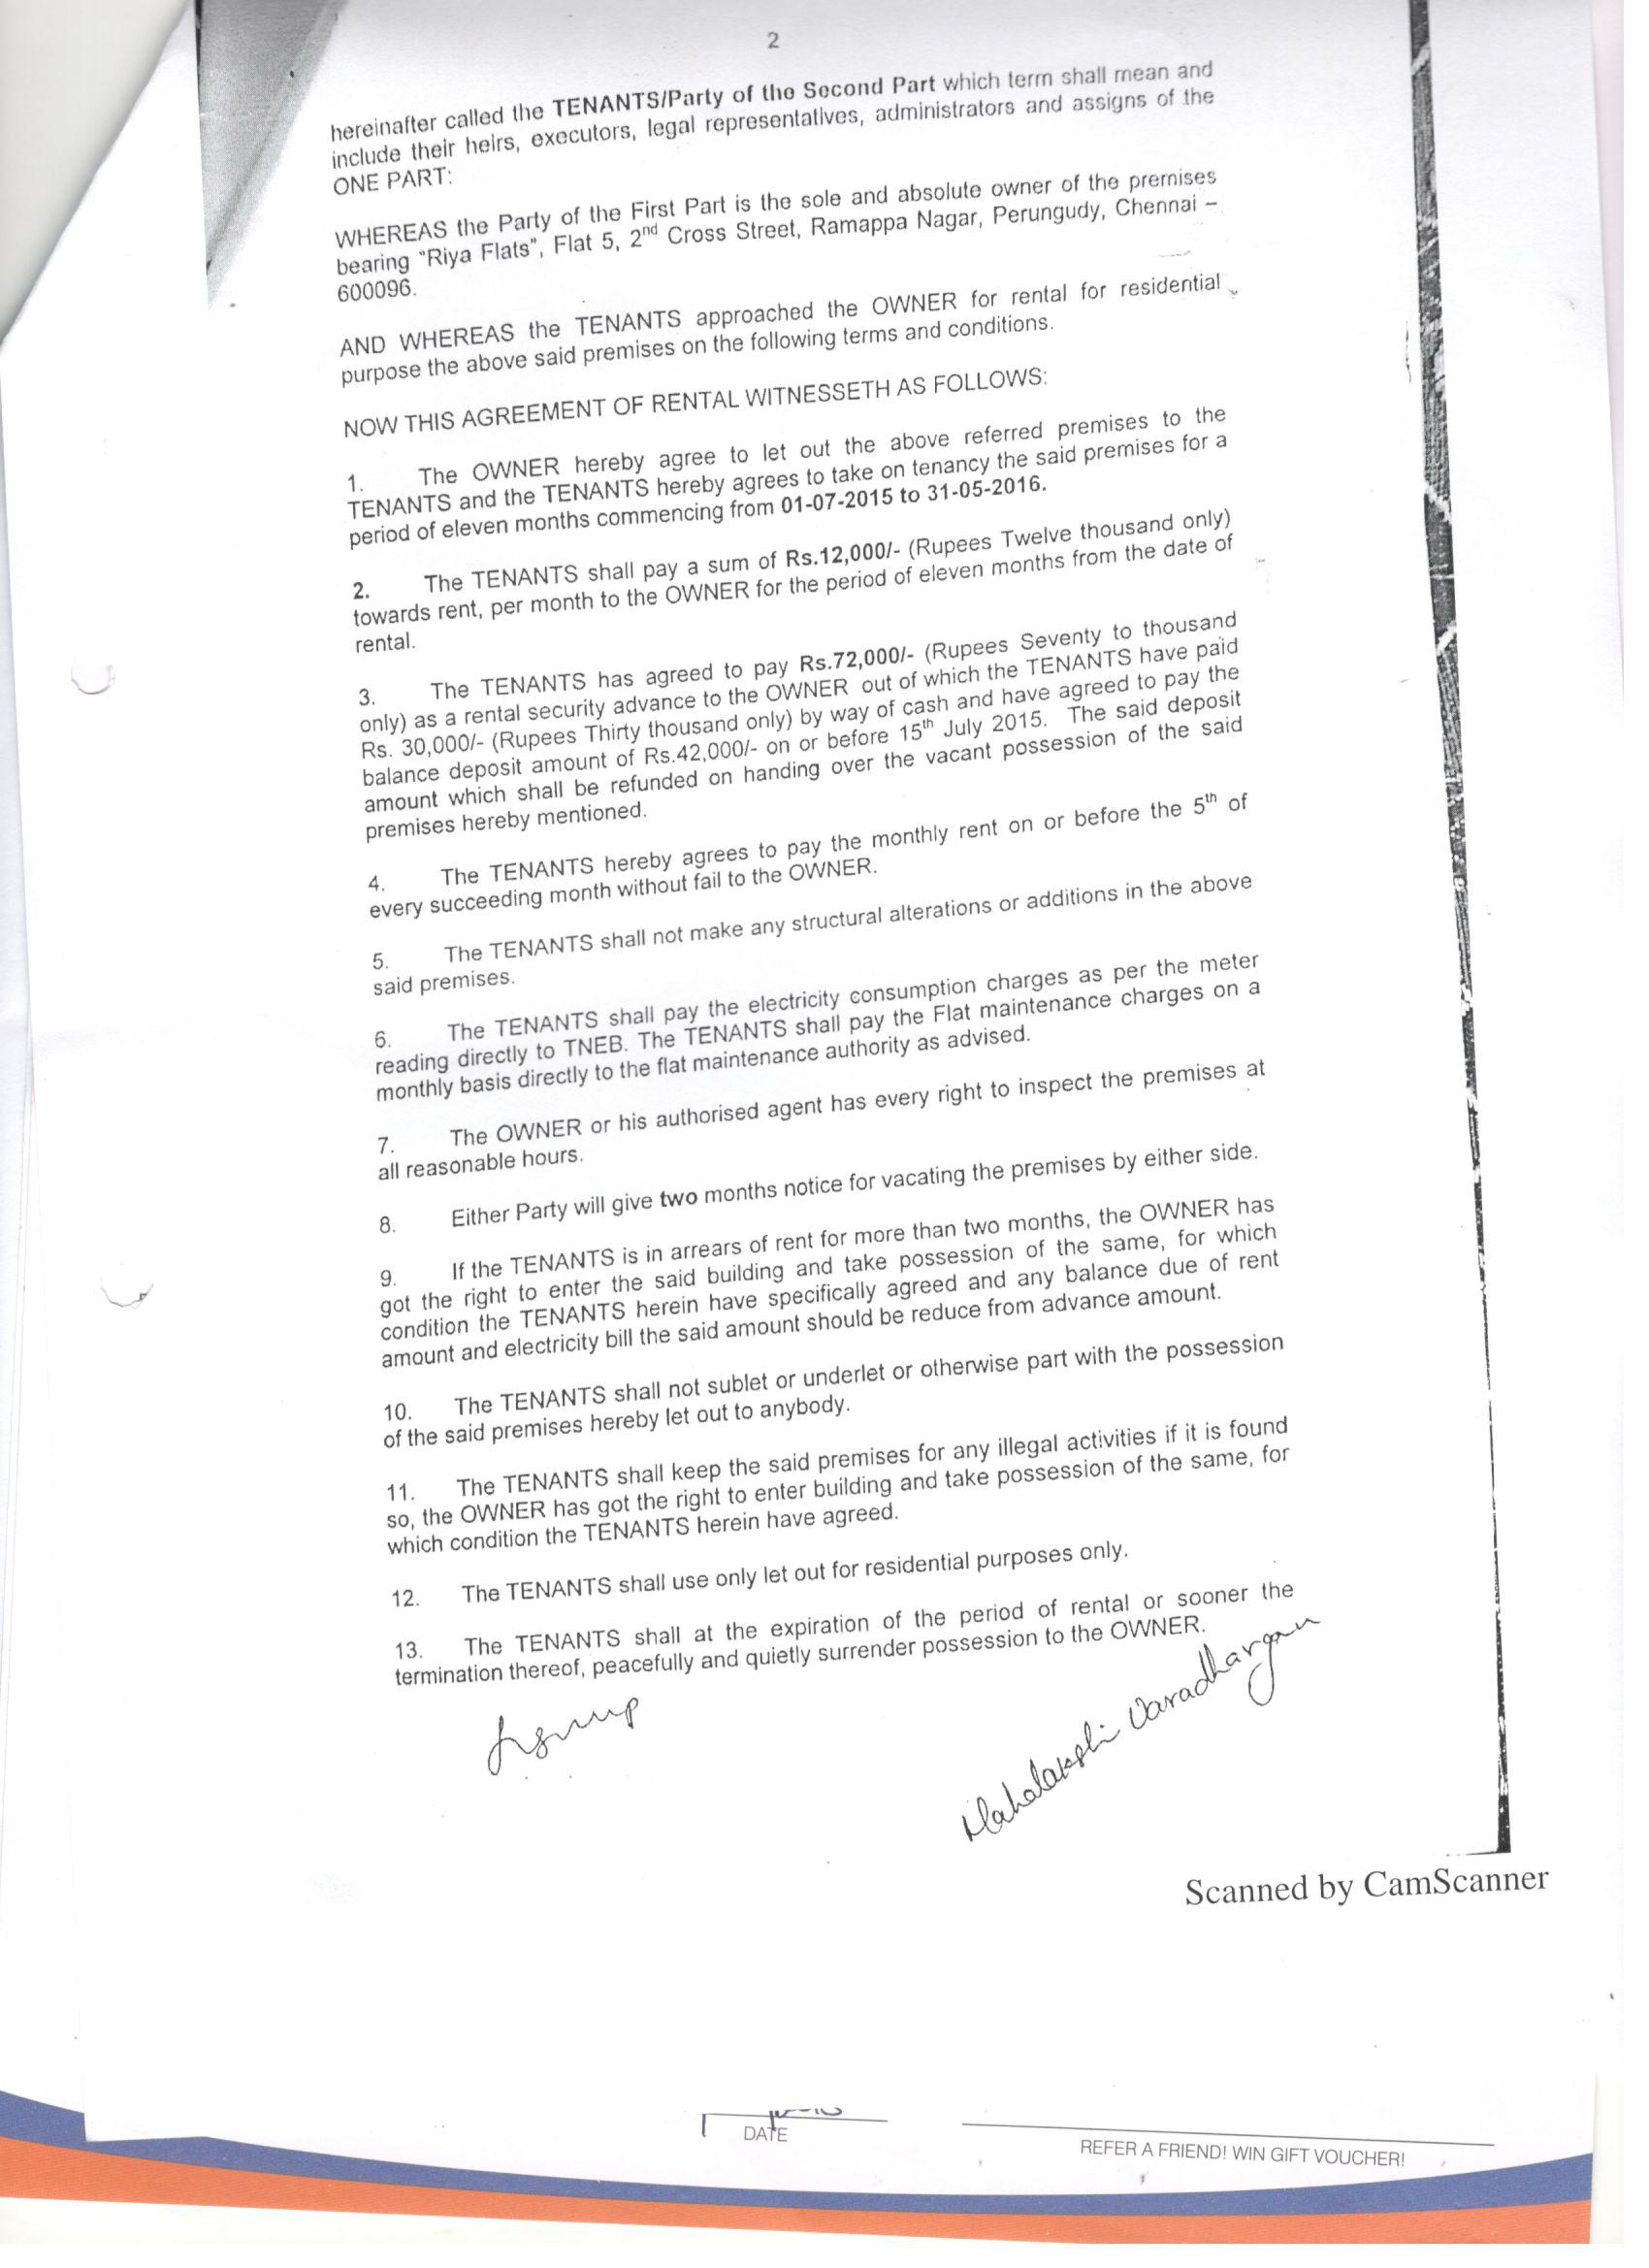 2
hereinafter called the TENANTS/Party of the Second Part which term shall mean and
include their heirs, executors, legal representatives, administrators and assigns of the
ONE PART:
WHEREAS the Party of the First Part is the sole and absolute owner of the premises
bearing "Riya Flats", Flat 5, 2nd Cross Street, Ramappa Nagar, Perungudy, Chennai –
600096.
AND WHEREAS the TENANTS approached the OWNER for rental for residential
purpose the above said premises on the following terms and conditions.
NOW THIS AGREEMENT OF RENTAL WITNESSETH AS FOLLOWS:
1. The OWNER hereby agree to let out the above referred premises to the
TENANTS and the TENANTS hereby agrees to take on tenancy the said premises for a
period of eleven months commencing from 01-07-2015 to 31-05-2016.
2. The TENANTS shall pay a sum of Rs.12,000/- (Rupees Twelve thousand only)
towards rent, per month to the OWNER for the period of eleven months from the date of
rental.
3. The TENANTS has agreed to pay Rs.72,000/- (Rupees Seventy to thousand
only) as a rental security advance to the OWNER out of which the TENANTS have paid
Rs. 30,000/- (Rupees Thirty thousand only) by way of cash and have agreed to pay the
balance deposit amount of Rs.42,000/- on or before 15th July 2015. The said deposit
amount which shall be refunded on handing over the vacant possession of the said
premises hereby mentioned.
4. The TENANTS hereby agrees to pay the monthly rent on or before the 5th of
every succeeding month without fail to the OWNER.
5. The TENANTS shall not make any structural alterations or additions in the above
said premises.
6. The TENANTS shall pay the electricity consumption charges as per the meter
reading directly to TNEB. The TENANTS shall pay the Flat maintenance charges on a
monthly basis directly to the flat maintenance authority as advised.
7. The OWNER or his authorised agent has every right to inspect the premises at
all reasonable hours.
8. Either Party will give two months notice for vacating the premises by either side.
9. If the TENANTS is in arrears of rent for more than two months, the OWNER has
got the right to enter the said building and take possession of the same, for which
condition the TENANTS herein have specifically agreed and any balance due of rent
amount and electricity bill the said amount should be reduce from advance amount.
10. The TENANTS shall not sublet or underlet or otherwise part with the possession
of the said premises hereby let out to anybody.
11. The TENANTS shall keep the said premises for any illegal activities if it is found
so, the OWNER has got the right to enter building and take possession of the same, for
which condition the TENANTS herein have agreed.
12. The TENANTS shall use only let out for residential purposes only.
13. The TENANTS shall at the expiration of the period of rental or sooner the
termination thereof, peacefully and quietly surrender possession to the OWNER.
Mahalakshi Varadhargan
Scanned by CamScanner
DATE
REFER A FRIEND! WIN GIFT VOUCHER!